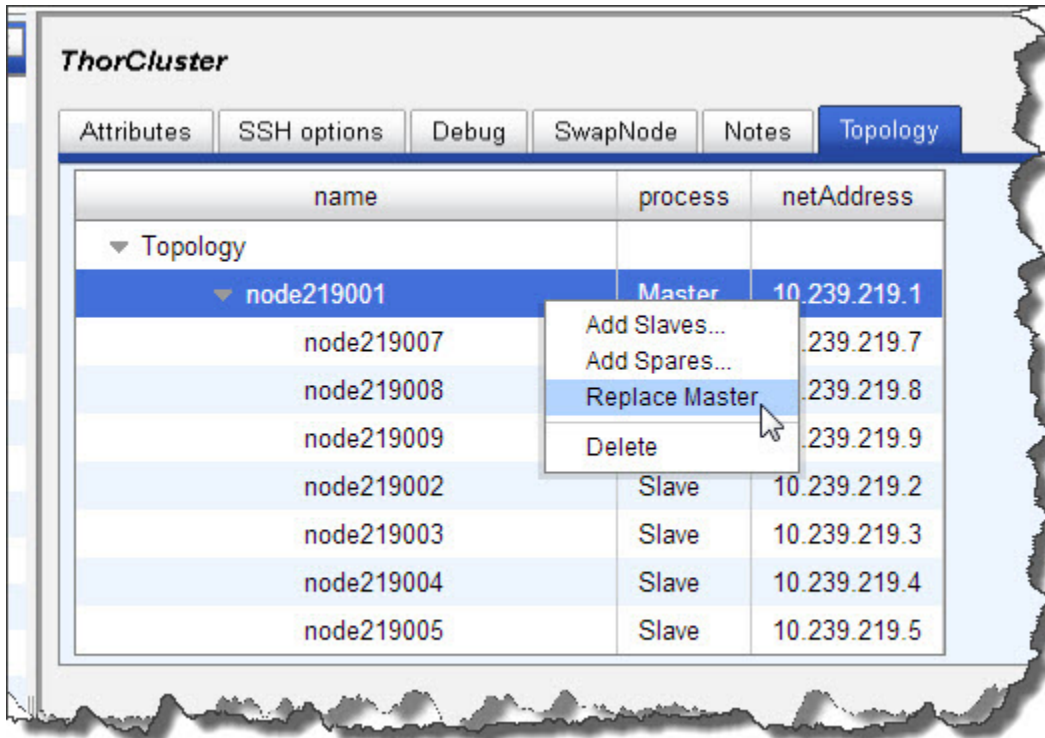 ThorCluster
Attributes SSH options Debug SwapNode Notes Topology
name process netAddress
Topology
node219001 Master 10.239.219.1
Add Slaves...
node219007 .239.219.7
Add Spares...
node219008 .239.219.8
Replace Master
node219009 .239.219.9
Delete
node219002 Slave 10.239.219.2
node219003 Slave 10.239.219.3
node219004 Slave 10.239.219.4
node219005 Slave 10.239.219.5